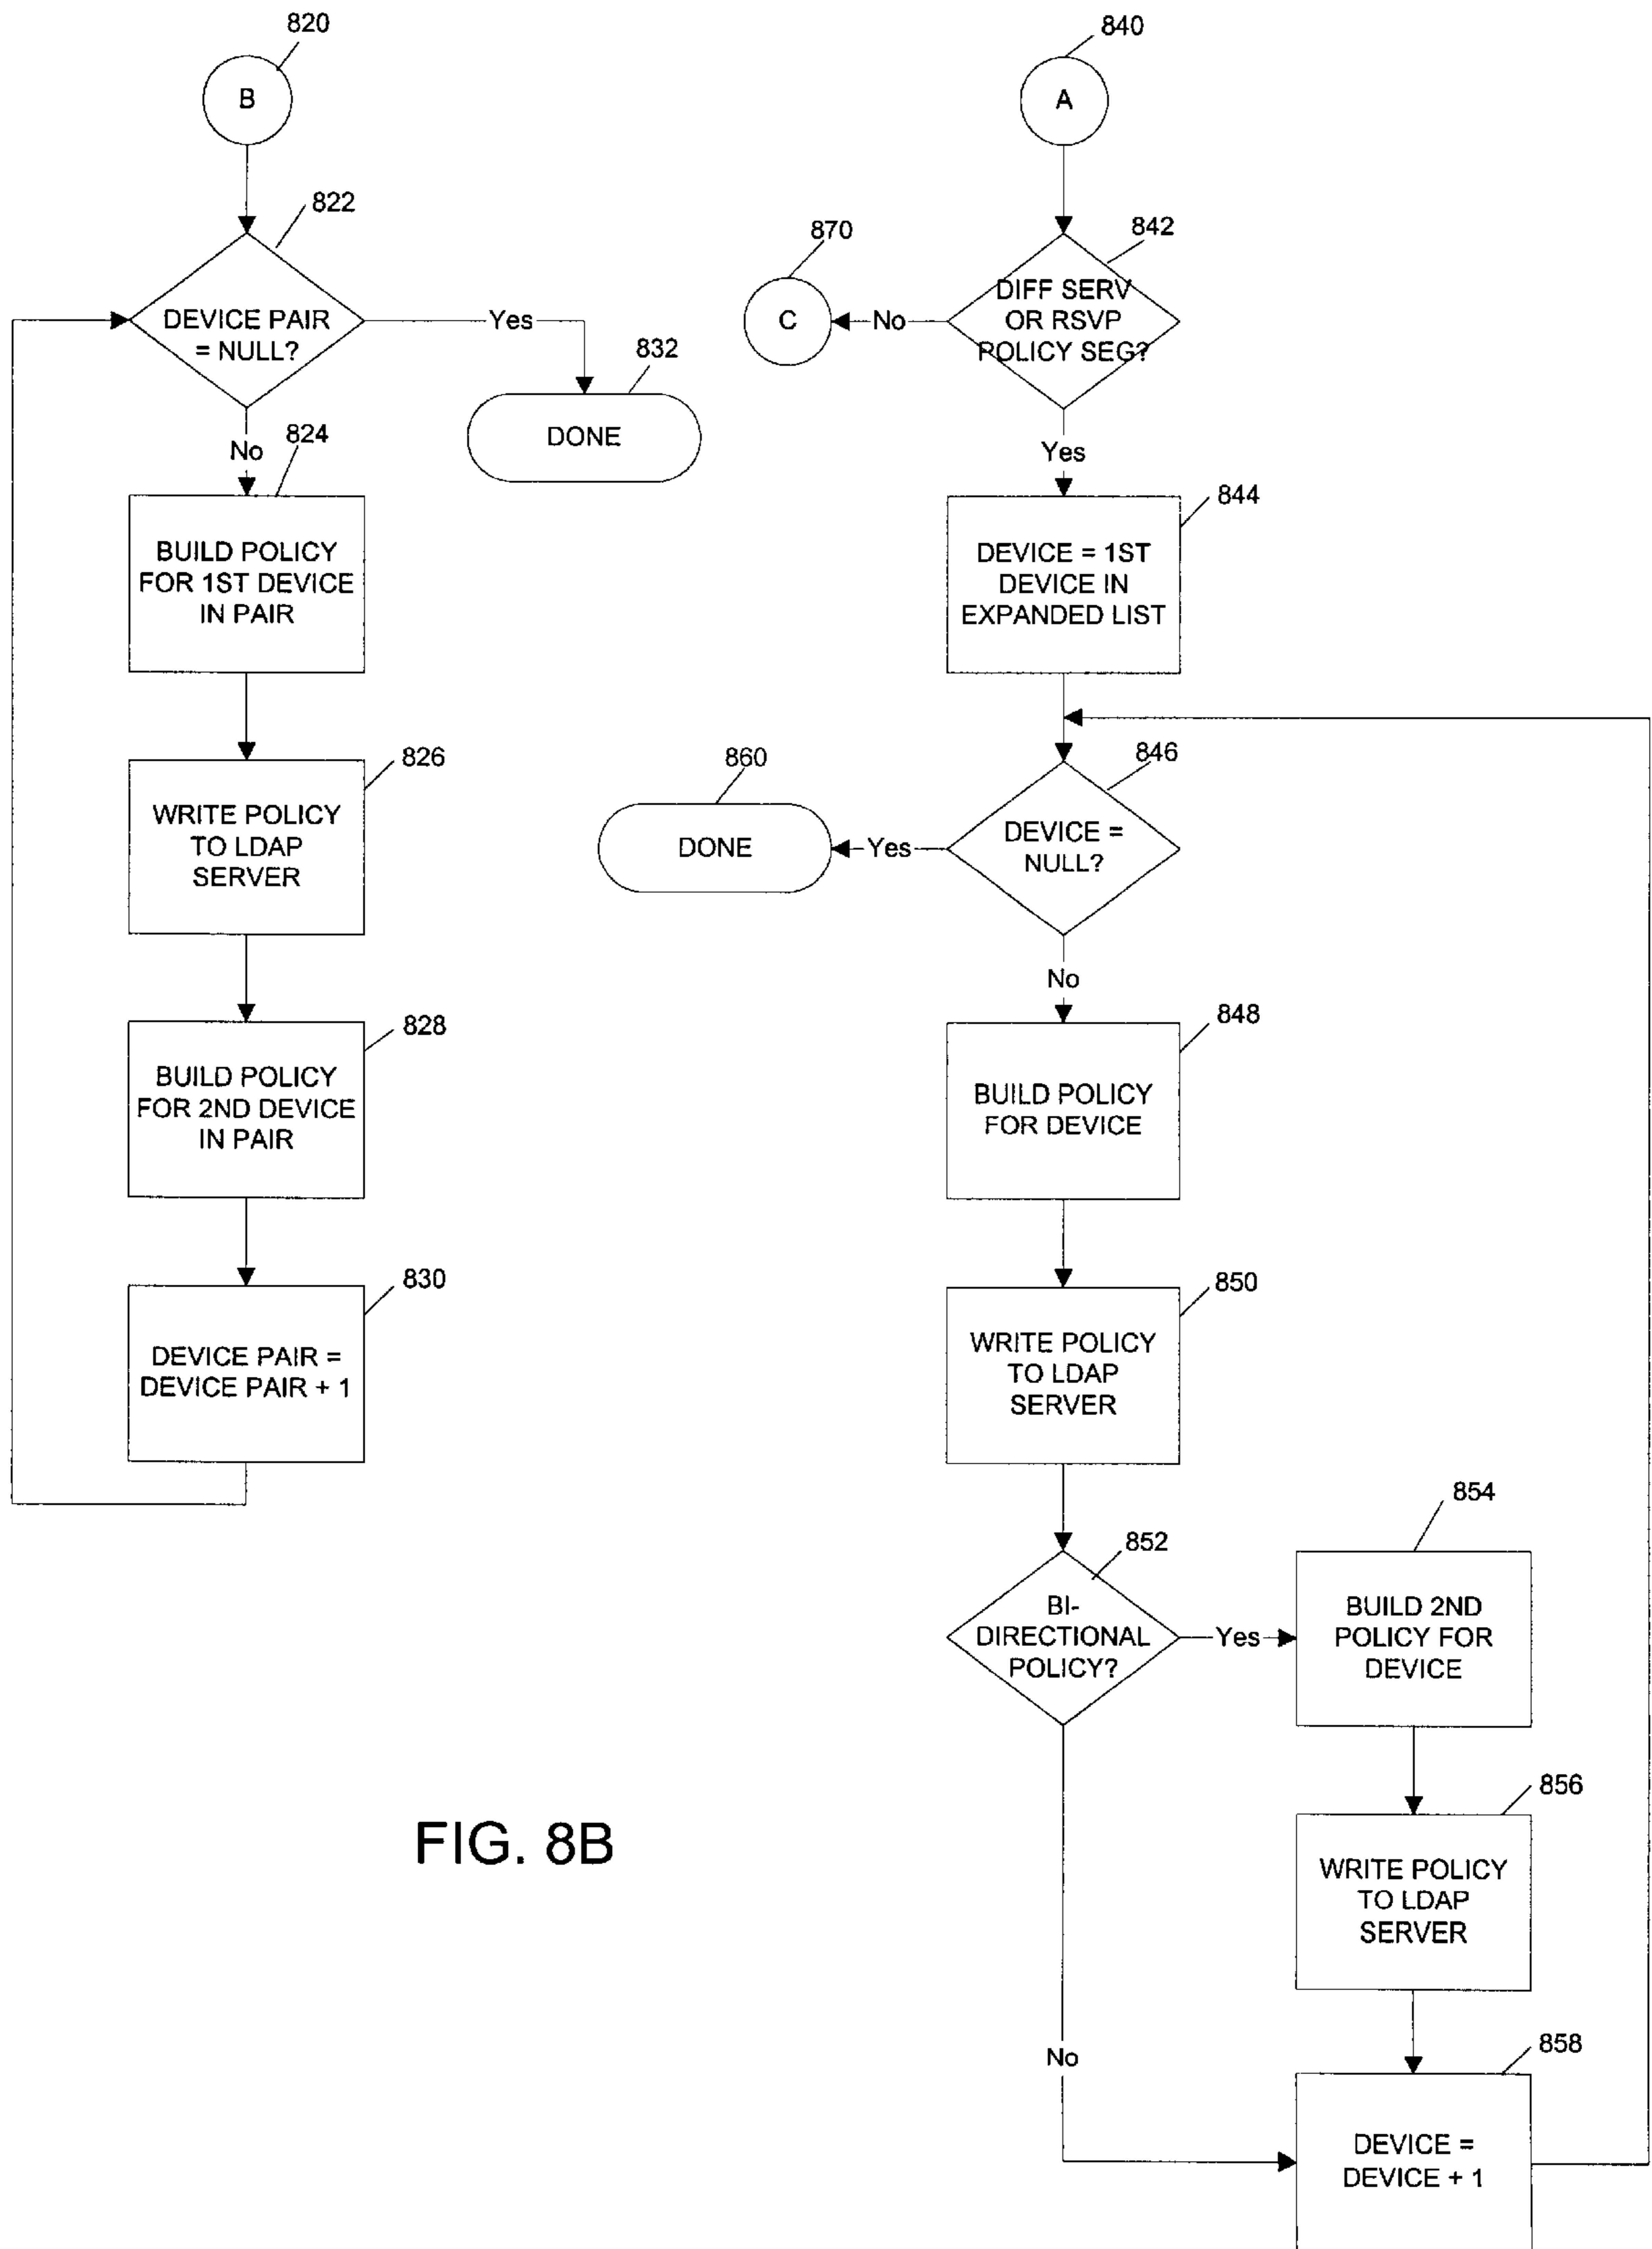 820
B
822
DEVICE PAIR
= NULL?
Yes
832
DONE
No
824
BUILD POLICY
FOR 1ST DEVICE
IN PAIR
826
WRITE POLICY
TO LDAP
SERVER
828
BUILD POLICY
FOR 2ND DEVICE
IN PAIR
830
DEVICE PAIR =
DEVICE PAIR + 1
840
A
842
DIFF SERV
OR RSVP
POLICY SEG?
870
C
No
Yes
844
DEVICE = 1ST
DEVICE IN
EXPANDED LIST
846
DEVICE =
NULL?
860
DONE
Yes
No
848
BUILD POLICY
FOR DEVICE
850
WRITE POLICY
TO LDAP
SERVER
852
BI-
DIRECTIONAL
POLICY?
Yes
854
BUILD 2ND
POLICY FOR
DEVICE
856
WRITE POLICY
TO LDAP
SERVER
No
858
DEVICE =
DEVICE + 1
FIG. 8B